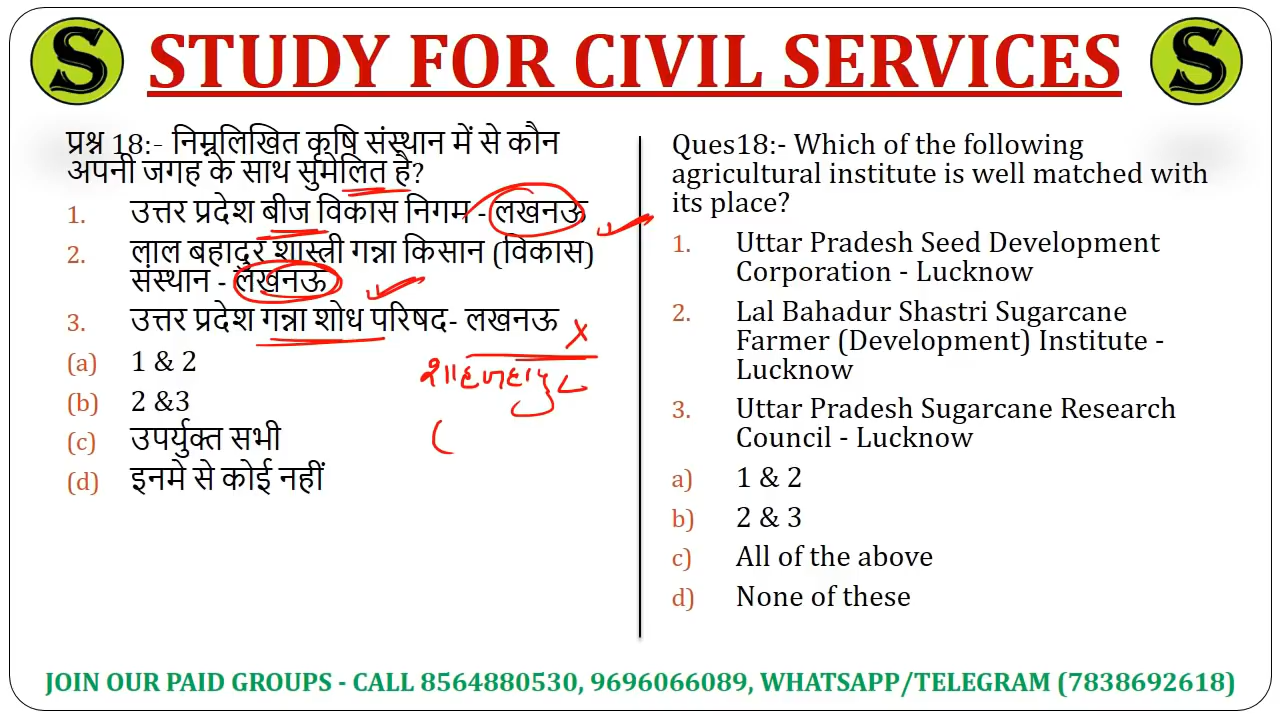 S
STUDY FOR CIVIL SERVICES
S
प्रश्न 18:- निम्नलिखित कृषि संस्थान में से कौन
अपनी जगह के साथ सुमेलित है?
1. उत्तर प्रदेश बीज विकास निगम - लखनऊ
2. लाल बहादुर शास्त्री गन्ना किसान (विकास)
संस्थान - लखनऊ
3. उत्तर प्रदेश गन्ना शोध परिषद- लखनऊ
शाहजहापुर
(a) 1 & 2
(b) 2 &3
(c) उपर्युक्त सभी
(d) इनमे से कोई नहीं
Ques18:- Which of the following
agricultural institute is well matched with
its place?
1. Uttar Pradesh Seed Development
Corporation - Lucknow
2. Lal Bahadur Shastri Sugarcane
Farmer (Development) Institute -
Lucknow
3. Uttar Pradesh Sugarcane Research
Council - Lucknow
a) 1 & 2
b) 2 & 3
c) All of the above
d) None of these
JOIN OUR PAID GROUPS - CALL 8564880530, 9696066089, WHATSAPP/TELEGRAM (7838692618)